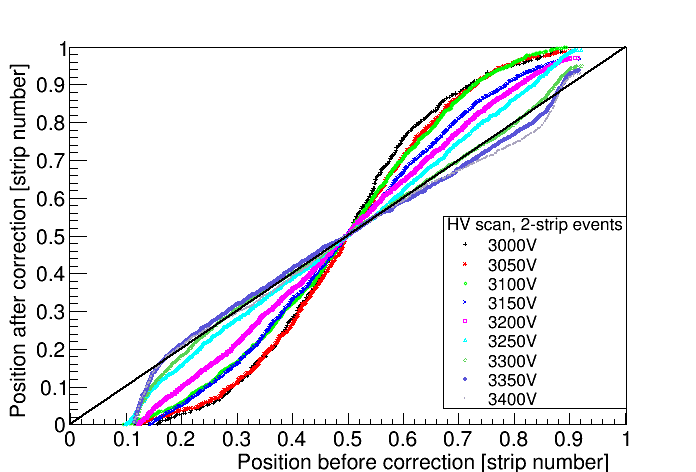 Position after correction [strip number]
1
0.9
0.8
0.7
0.6
0.5
0.4
0.3
0.2
0.1
0
HV scan, 2-strip events
3000V
3050V
3100V
3150V
3200V
3250V
3300V
3350V
3400V
0 0.1 0.2 0.3 0.4 0.5 0.6 0.7 0.8 0.9 1
Position before correction [strip number]